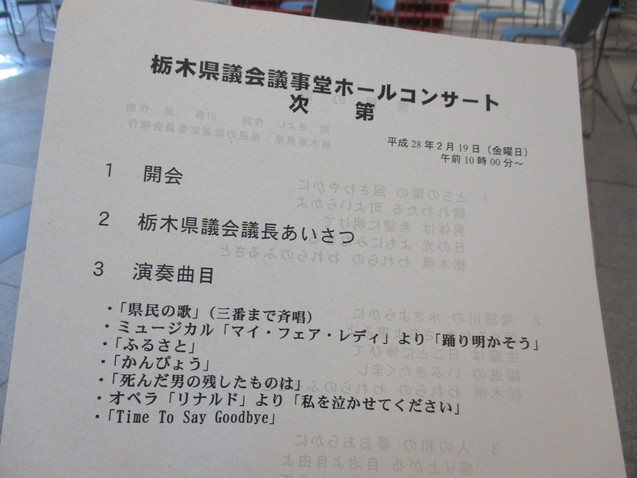 栃木県議会議事堂ホールコンサート
次　第
平成28年2月19日（金曜日）
午前10時00分～
1　開会
2　栃木県議会議長あいさつ
3　演奏曲目
・「県民の歌」（三番まで斉唱）
・ミュージカル「マイ・フェア・レディ」より「踊り明かそう」
・「ふるさと」
・「かんぴょう」
・「死んだ男の残したものは」
・オペラ「リナルド」より「私を泣かせてください」
・「Time To Say Goodbye」